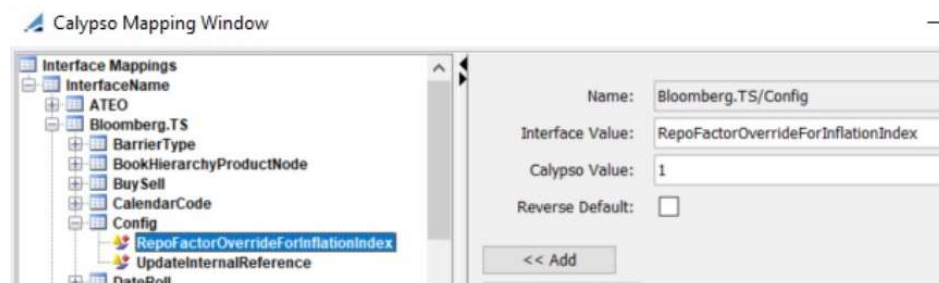 Calypso Mapping Window
Interface Mappings
InterfaceName
ATEO
Bloomberg.TS
BarrierType
BookHierarchyProductNode
BuySell
CalendarCode
Config
RepoFactorOverrideForInflationIndex
UpdateInternalReference
DateRoll
Name: Bloomberg.TS/Config
Interface Value: RepoFactorOverrideForInflationIndex
Calypso Value: 1
Reverse Default:
<< Add